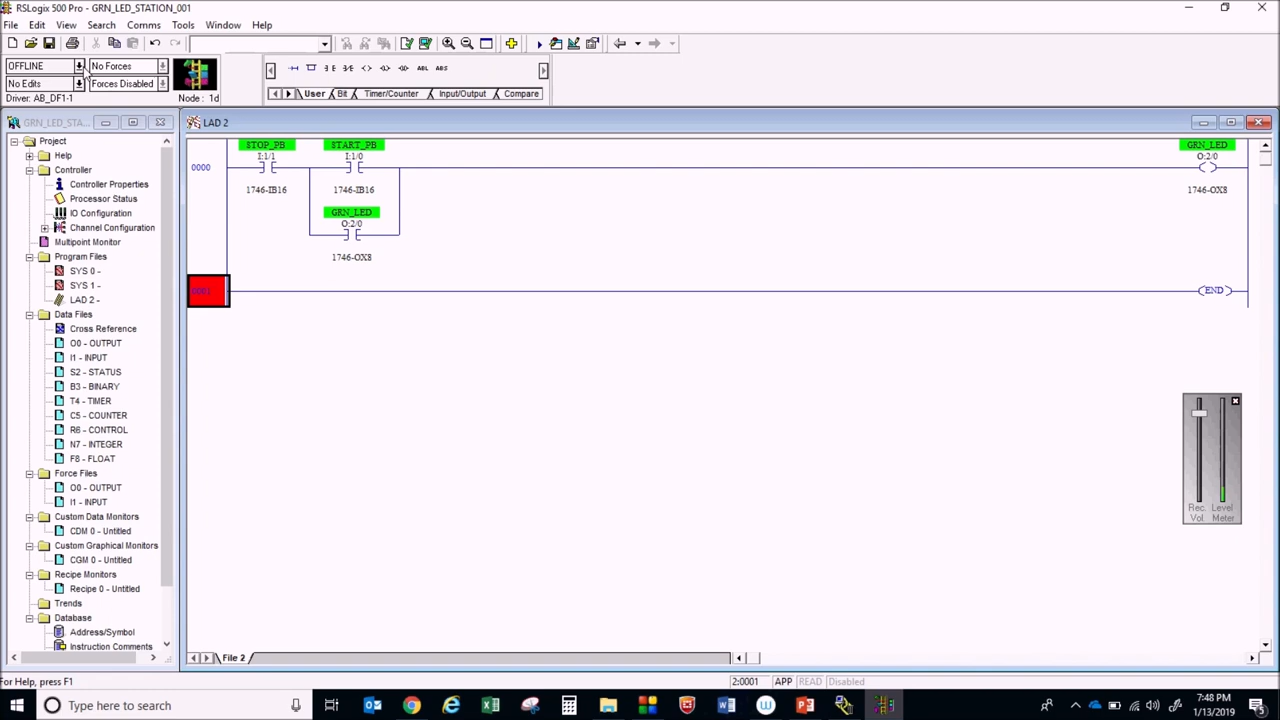 RSLogix 500 Pro - GRN_LED_STATION_001
File Edit View Search Comms Tools Window Help
OFFLINE No Forces
No Edits Forces Disabled
Driver: AB_DF1-1 Node : 1d
ABL ABS
User Bit Timer/Counter Input/Output Compare
GRN_LED_STA...
Project
Help
Controller
Controller Properties
Processor Status
IO Configuration
Channel Configuration
Multipoint Monitor
Program Files
SYS 0 -
SYS 1 -
LAD 2 -
Data Files
Cross Reference
O0 - OUTPUT
I1 - INPUT
S2 - STATUS
B3 - BINARY
T4 - TIMER
C5 - COUNTER
R6 - CONTROL
N7 - INTEGER
F8 - FLOAT
Force Files
O0 - OUTPUT
I1 - INPUT
Custom Data Monitors
CDM 0 - Untitled
Custom Graphical Monitors
CGM 0 - Untitled
Recipe Monitors
Recipe 0 - Untitled
Trends
Database
Address/Symbol
Instruction Comments
LAD 2
STOP_PB START_PB GRN_LED
I:1/1 I:1/0 O:2/0
0000
1746-IB16 1746-IB16 1746-OX8
GRN_LED
O:2/0
1746-OX8
0001 END
Rec. Level
Vol. Meter
File 2
For Help, press F1 2:0001 APP READ Disabled
Type here to search
7:48 PM
1/13/2019
5